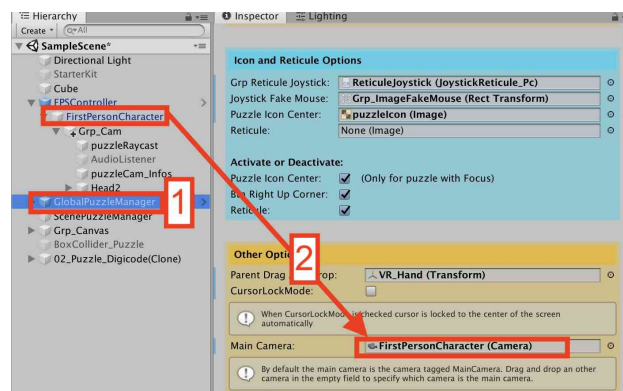 Hierarchy
Inspector
Lighting
Create
All
SampleScene*
Directional Light
StarterKit
Cube
FPSController
FirstPersonCharacter
Grp_Cam
puzzleRaycast
AudioListener
puzzleCam_Infos
Head2
GlobalPuzzleManager
ScenePuzzleManager
Grp_Canvas
BoxCollider_Puzzle
02_Puzzle_Digicode(Clone)
1
2
Icon and Reticule Options
Grp Reticule Joystick: ReticuleJoystick (JoystickReticule_Pc)
Joystick Fake Mouse: Grp_ImageFakeMouse (Rect Transform)
Puzzle Icon Center: puzzleIcon (Image)
Reticule: None (Image)
Activate or Deactivate:
Puzzle Icon Center: (Only for puzzle with Focus)
Right Up Corner:
Reticule:
Other
Parent Drag VR_Hand (Transform)
CursorLockMode:
When CursorLockMode is checked cursor is locked to the center of the screen
automatically
Main Camera: FirstPersonCharacter (Camera)
By default the main camera is the camera tagged MainCamera. Drag and drop an other
camera in the empty field to specify which camera is the main camera.